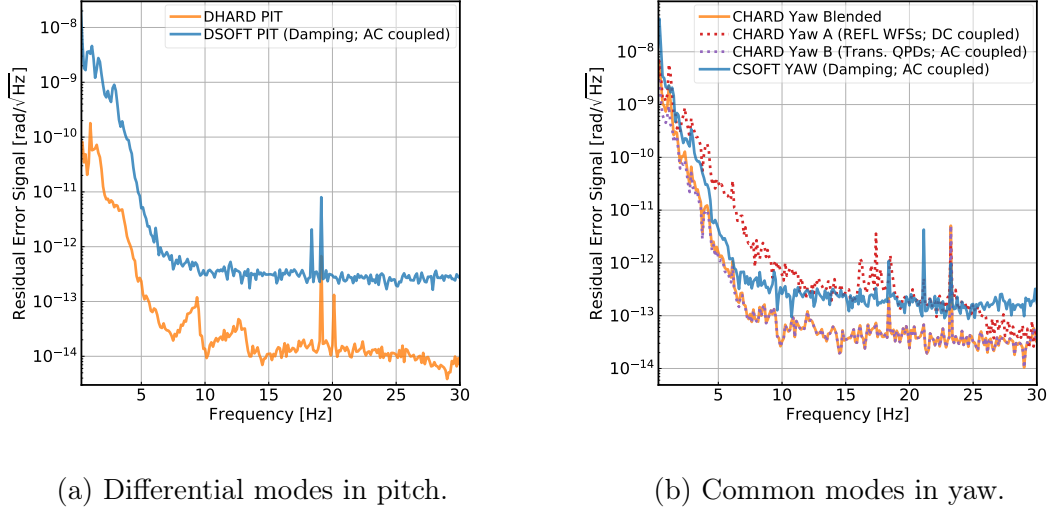 DHARD PIT
DSOFT PIT (Damping; AC coupled)
Residual Error Signal [rad/√Hz]
10⁻⁸
10⁻⁹
10⁻¹⁰
10⁻¹¹
10⁻¹²
10⁻¹³
10⁻¹⁴
5 10 15 20 25 30
Frequency [Hz]
(a) Differential modes in pitch.
CHARD Yaw Blended
CHARD Yaw A (REFL WFSs; DC coupled)
CHARD Yaw B (Trans. QPDs; AC coupled)
CSOFT YAW (Damping; AC coupled)
Residual Error Signal [rad/√Hz]
10⁻⁸
10⁻⁹
10⁻¹⁰
10⁻¹¹
10⁻¹²
10⁻¹³
10⁻¹⁴
5 10 15 20 25 30
Frequency [Hz]
(b) Common modes in yaw.